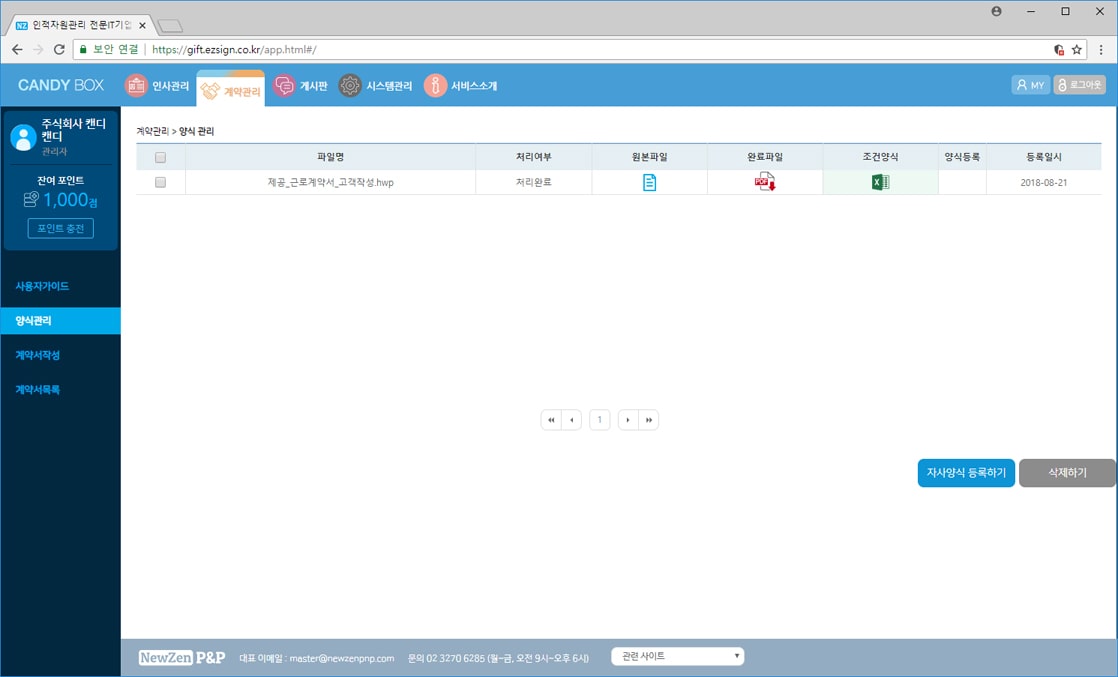 NZ 인적자원관리 전문IT기업
보안 연결 | https://gift.ezsign.co.kr/app.html#/
CANDY BOX 인사관리 계약관리 게시판 시스템관리 서비스소개 MY 로그아웃
주식회사 캔디
캔디
관리자
잔여 포인트
1,000점
포인트 충전
사용자가이드
양식관리
계약서작성
계약서목록
계약관리 > 양식 관리
파일명 처리여부 원본파일 완료파일 조건양식 양식등록 등록일시
제공_근로계약서_고객작성.hwp 처리완료 PDF X 2018-08-21
1
자사양식 등록하기 삭제하기
NewZen P&P 대표 이메일 : master@newzenpnp.com 문의 02 3270 6285 (월~금, 오전 9시~오후 6시) 관련 사이트